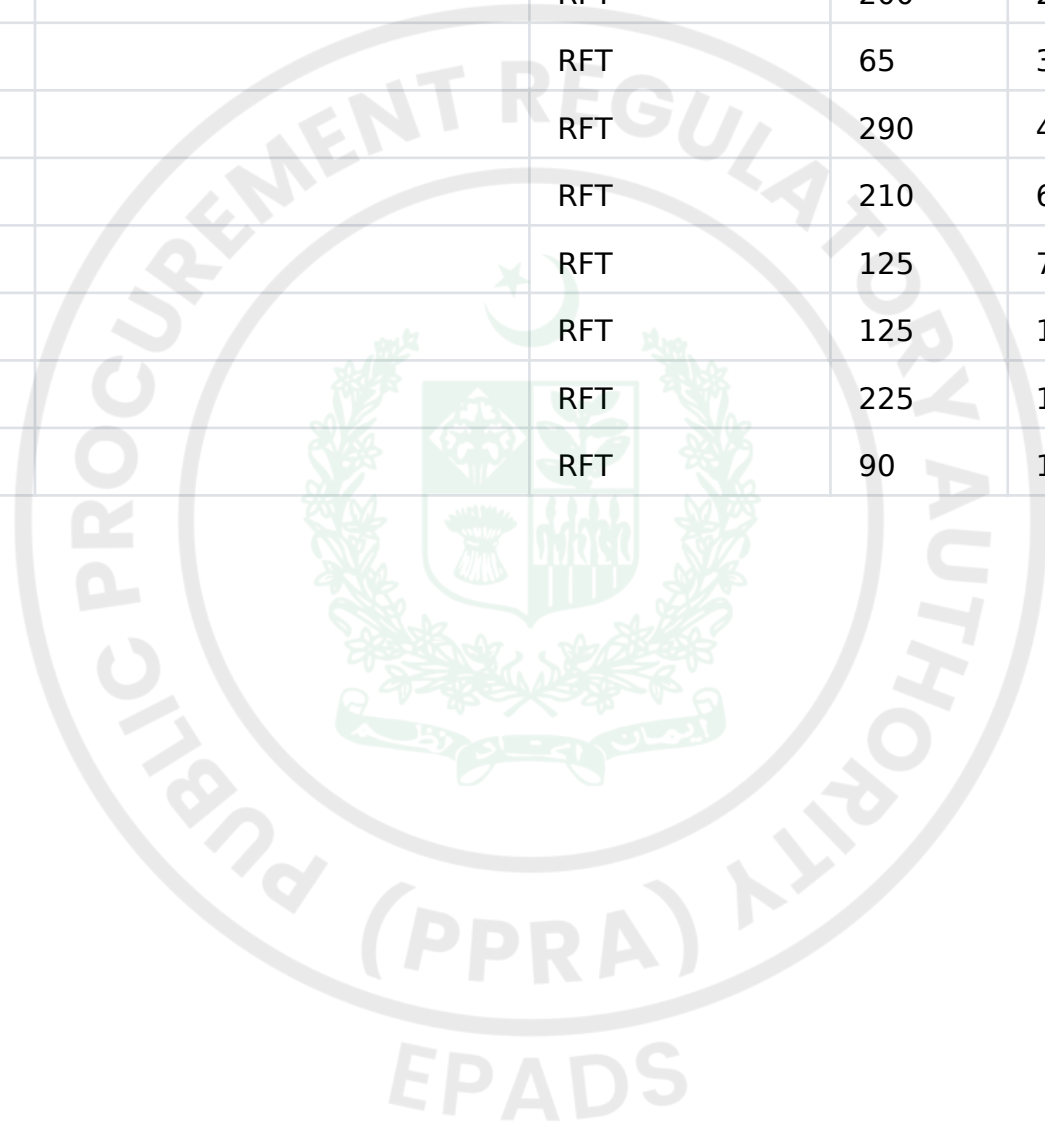 RFT 65
RFT 290
RFT 210
RFT 125
RFT 125
RFT 225
RFT 90
PUBLIC PROCUREMENT REGULATORY AUTHORITY
(PPRA)
EPADS